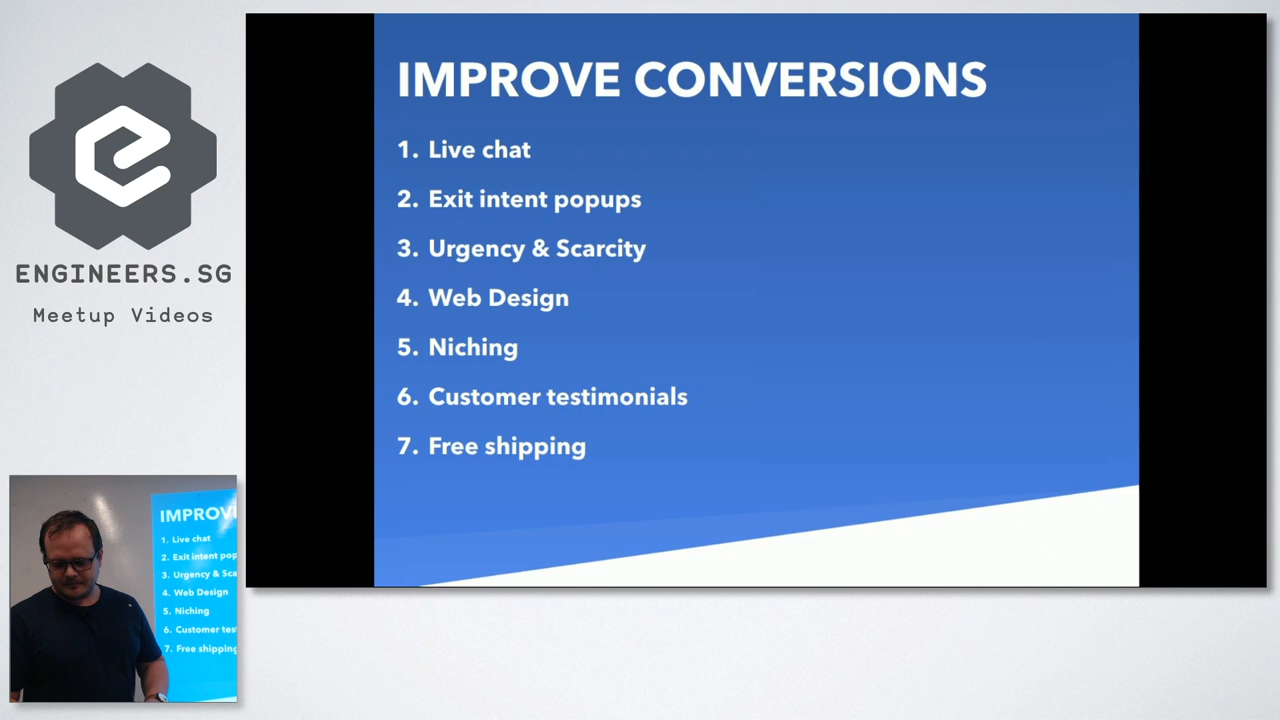 ENGINEERS.SG
Meetup Videos
IMPROVE CONVERSIONS
1. Live chat
2. Exit intent popups
3. Urgency & Scarcity
4. Web Design
5. Niching
6. Customer testimonials
7. Free shipping
IMPROV
1. Live chat
2. Exit intent pop
3. Urgency & Sca
4. Web Design
5. Niching
6. Customer tes
7. Free shipping